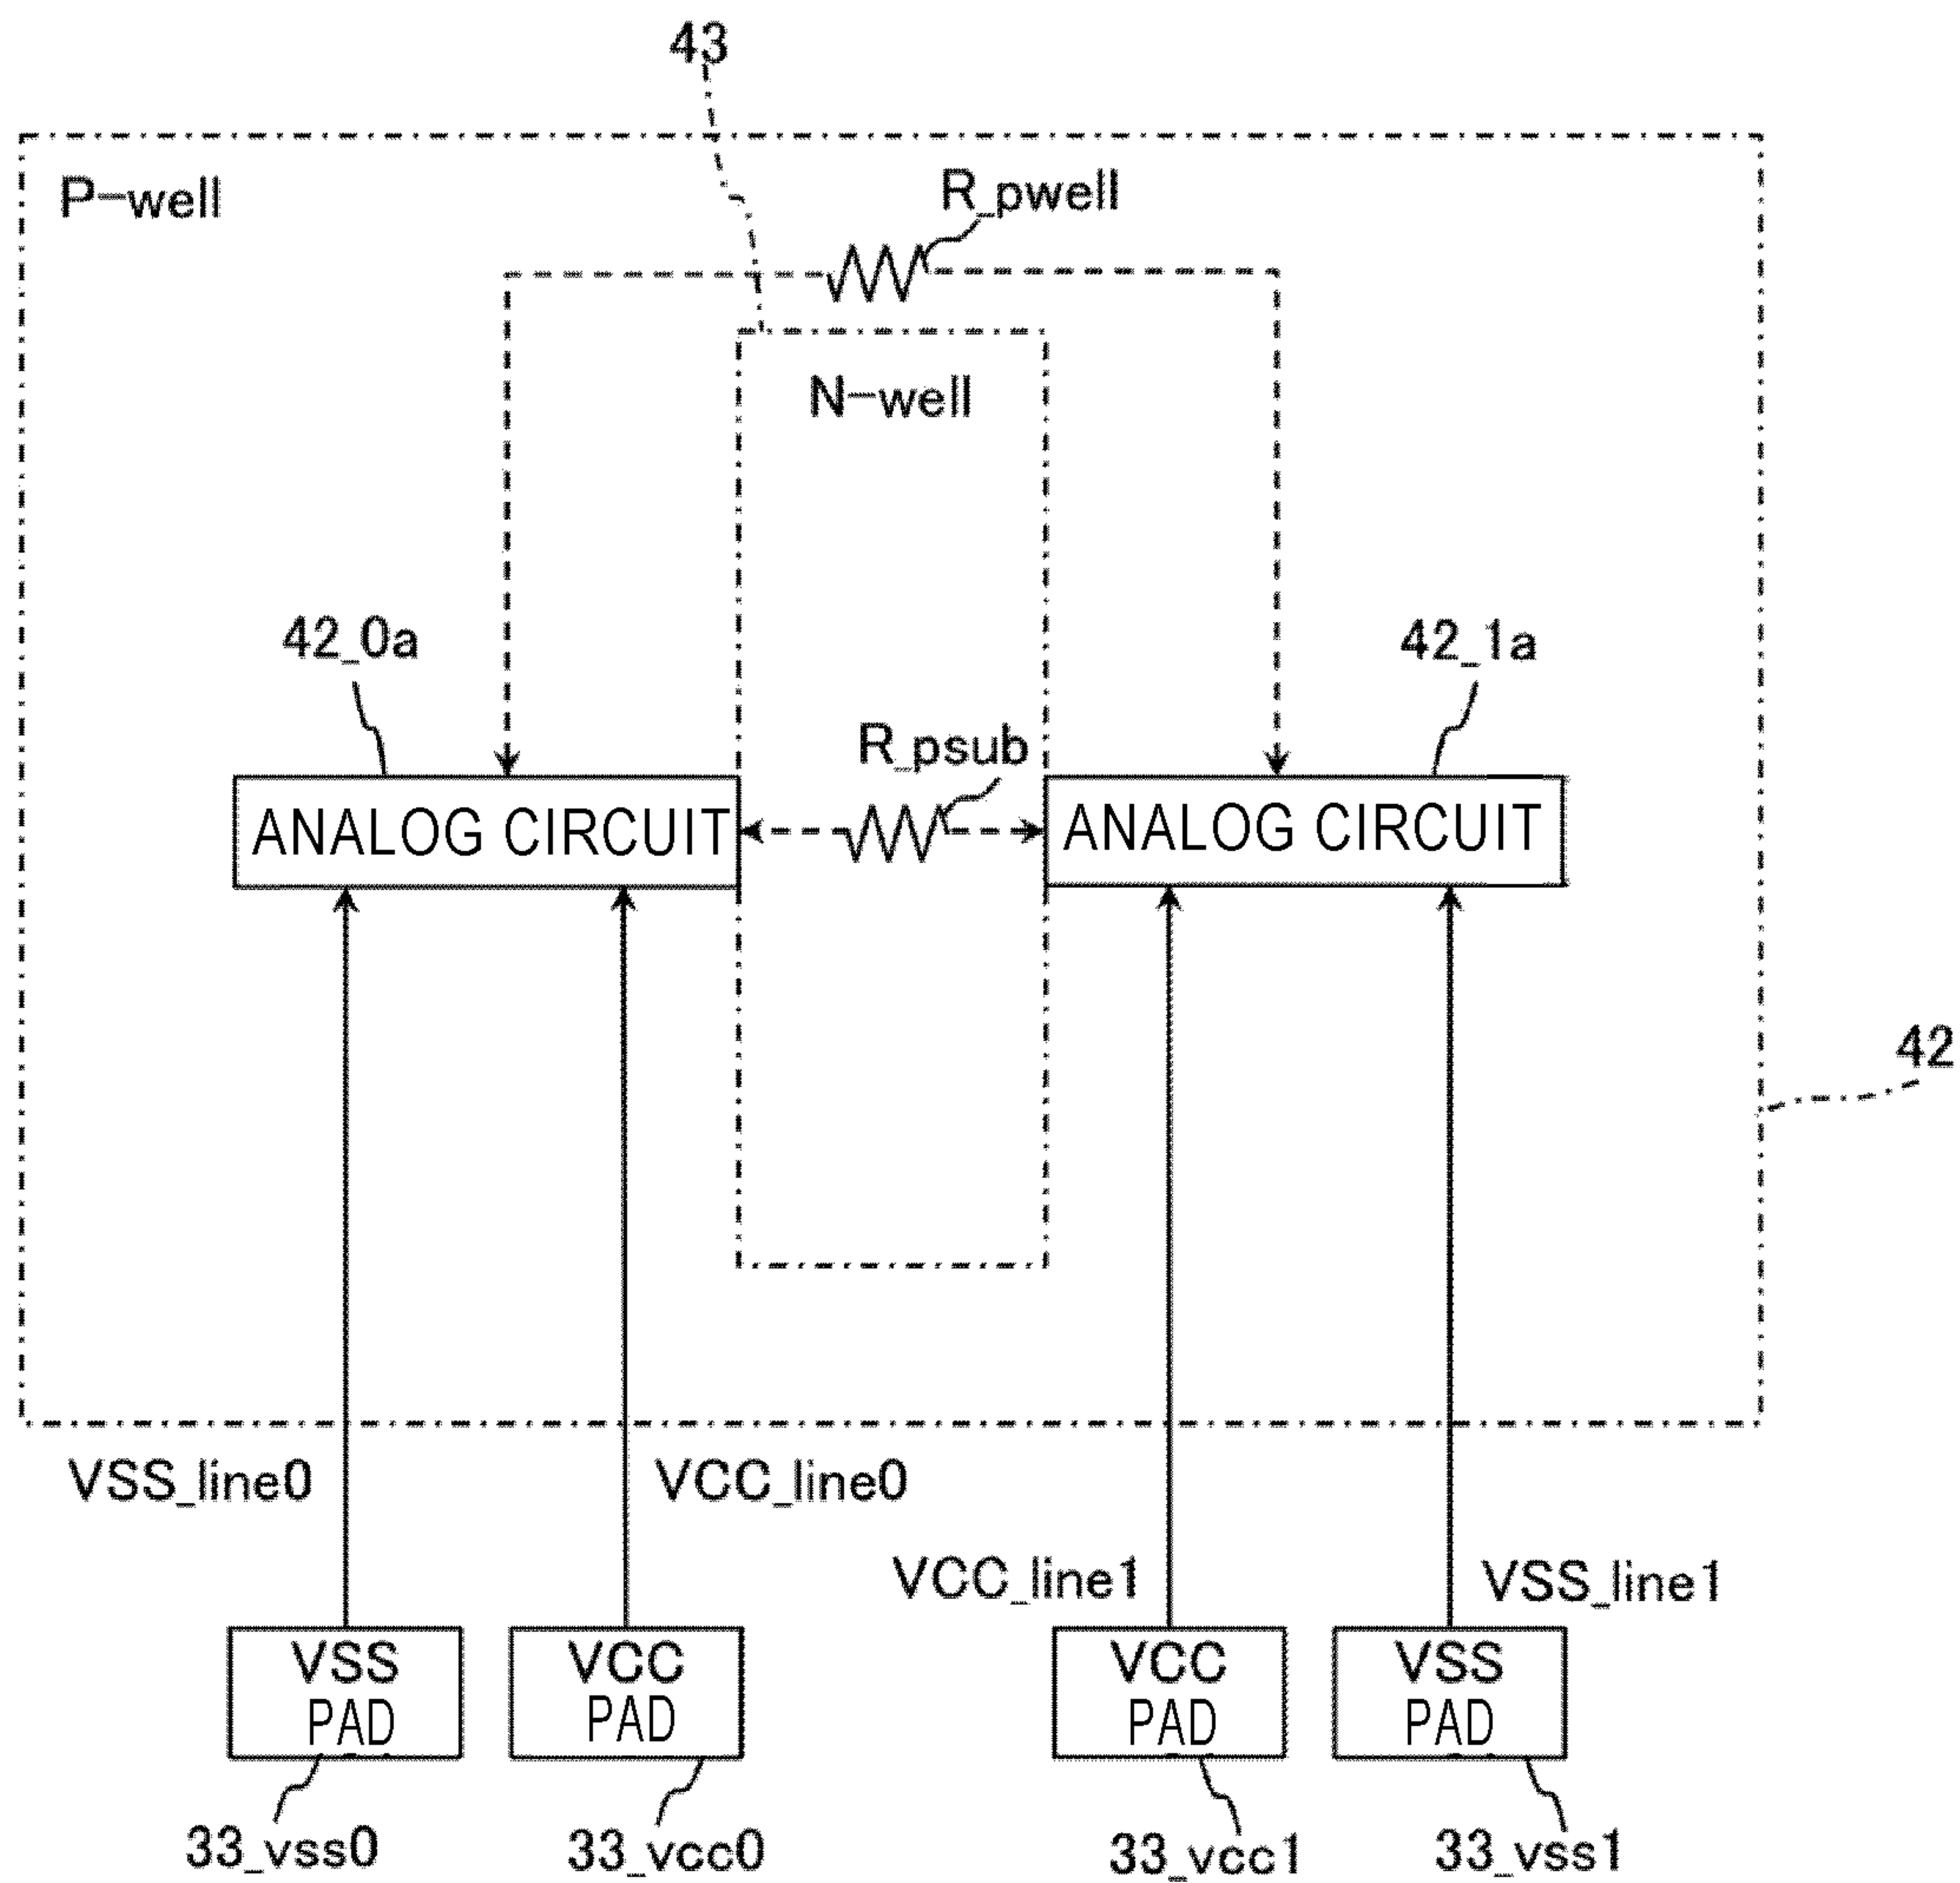 43
P-well
R_pwell
N-well
42_0a
42_1a
R_psub
ANALOG CIRCUIT
ANALOG CIRCUIT
42
VSS_line0
VCC_line0
VCC_line1
VSS_line1
VSS
PAD
VCC
PAD
VCC
PAD
VSS
PAD
33_vss0
33_vcc0
33_vcc1
33_vss1